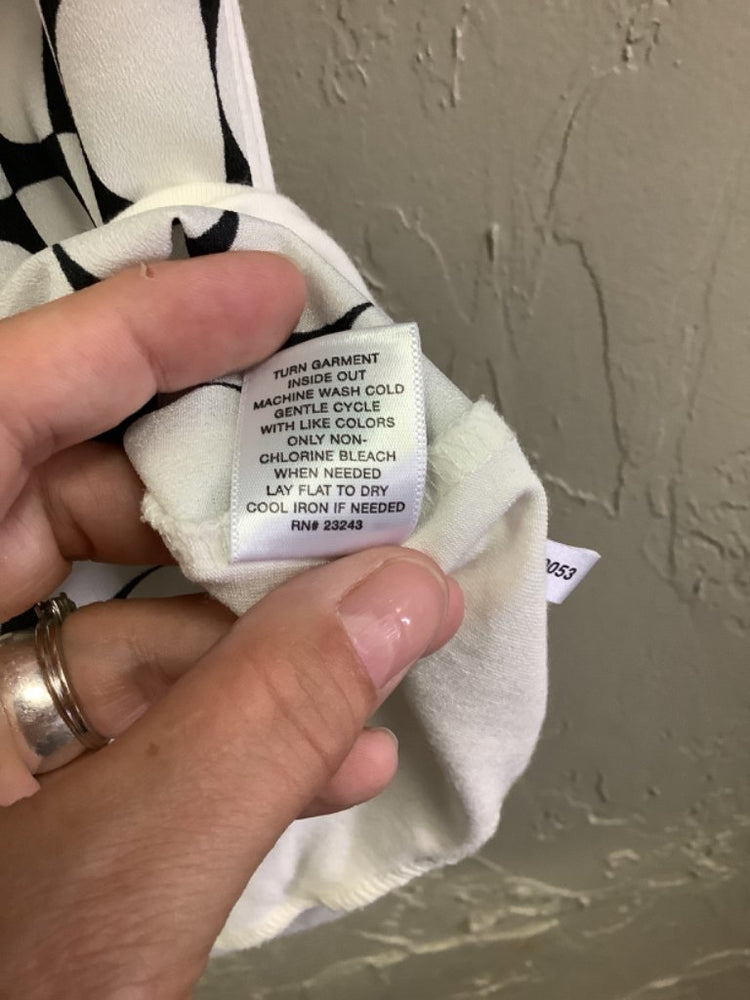 TURN GARMENT
INSIDE OUT
MACHINE WASH COLD
GENTLE CYCLE
WITH LIKE COLORS
ONLY NON-
CHLORINE BLEACH
WHEN NEEDED
LAY FLAT TO DRY
COOL IRON IF NEEDED
RN# 23243